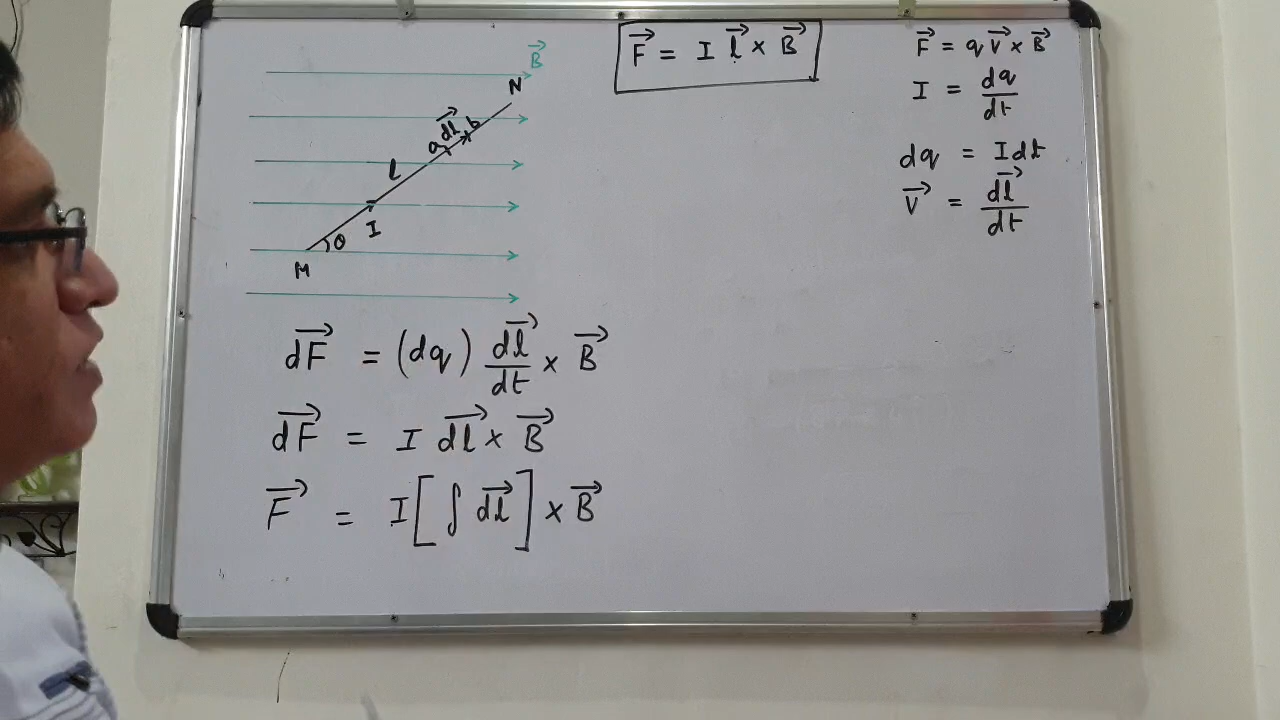 B⃗
N
a dl⃗ b
l
I
θ
M
F⃗ = I l⃗ × B⃗
F⃗ = q v⃗ × B⃗
I = dq/dt
dq = I dt
v⃗ = dl⃗/dt
dF⃗ = (dq) dl⃗/dt × B⃗
dF⃗ = I dl⃗ × B⃗
F⃗ = I [ ∫ dl⃗ ] × B⃗